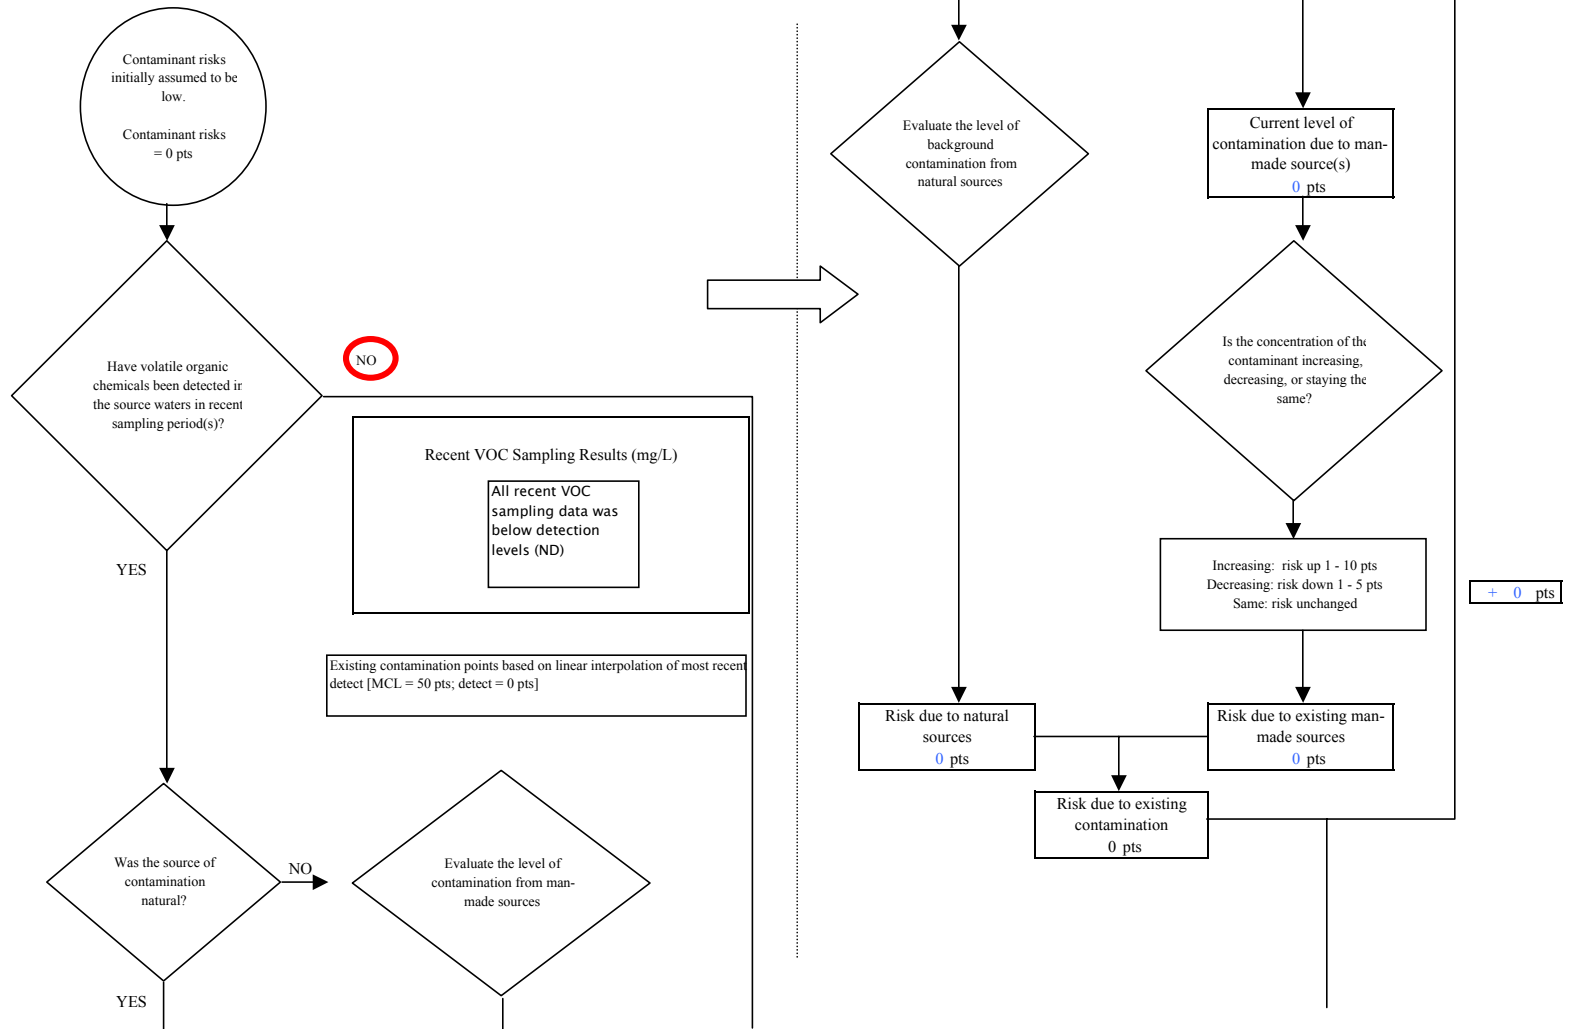 Contaminant risks
initially assumed to be
low.
Contaminant risks
= 0 pts
Have volatile organic
chemicals been detected in
the source waters in recent
sampling period(s)?
NO
Recent VOC Sampling Results (mg/L)
All recent VOC
sampling data was
below detection
levels (ND)
YES
Existing contamination points based on linear interpolation of most recent
detect [MCL = 50 pts; detect = 0 pts]
Was the source of
contamination
natural?
NO
Evaluate the level of
contamination from man-
made sources
YES
Evaluate the level of
background
contamination from
natural sources
Current level of
contamination due to man-
made source(s)
0 pts
Is the concentration of the
contaminant increasing,
decreasing, or staying the
same?
Increasing: risk up 1 - 10 pts
Decreasing: risk down 1 - 5 pts
Same: risk unchanged
+ 0 pts
Risk due to natural
sources
0 pts
Risk due to existing man-
made sources
0 pts
Risk due to existing
contamination
0 pts